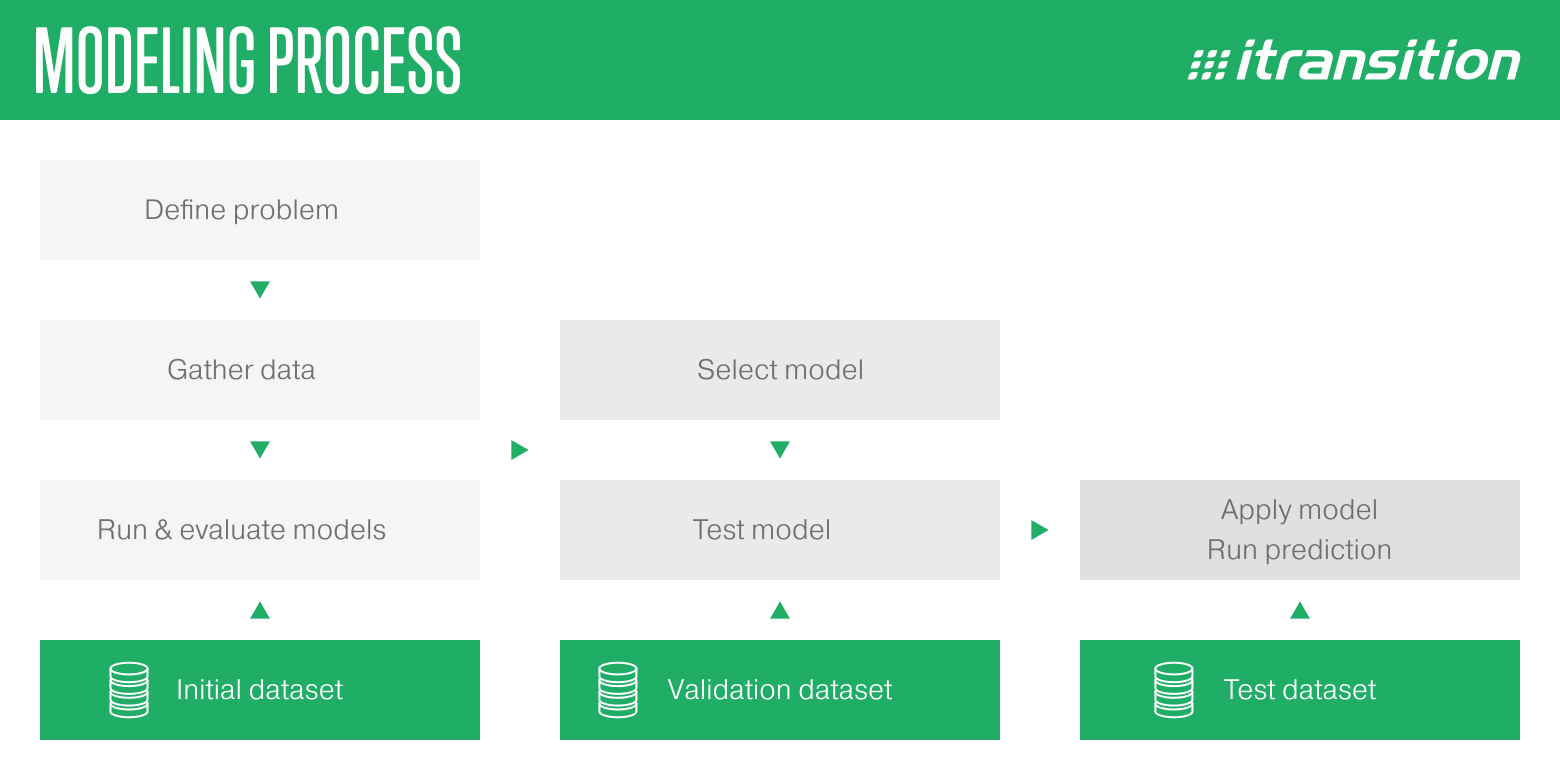 MODELING PROCESS
itransition
Define problem
Gather data
Select model
Run & evaluate models
Test model
Apply model
Run prediction
Initial dataset
Validation dataset
Test dataset